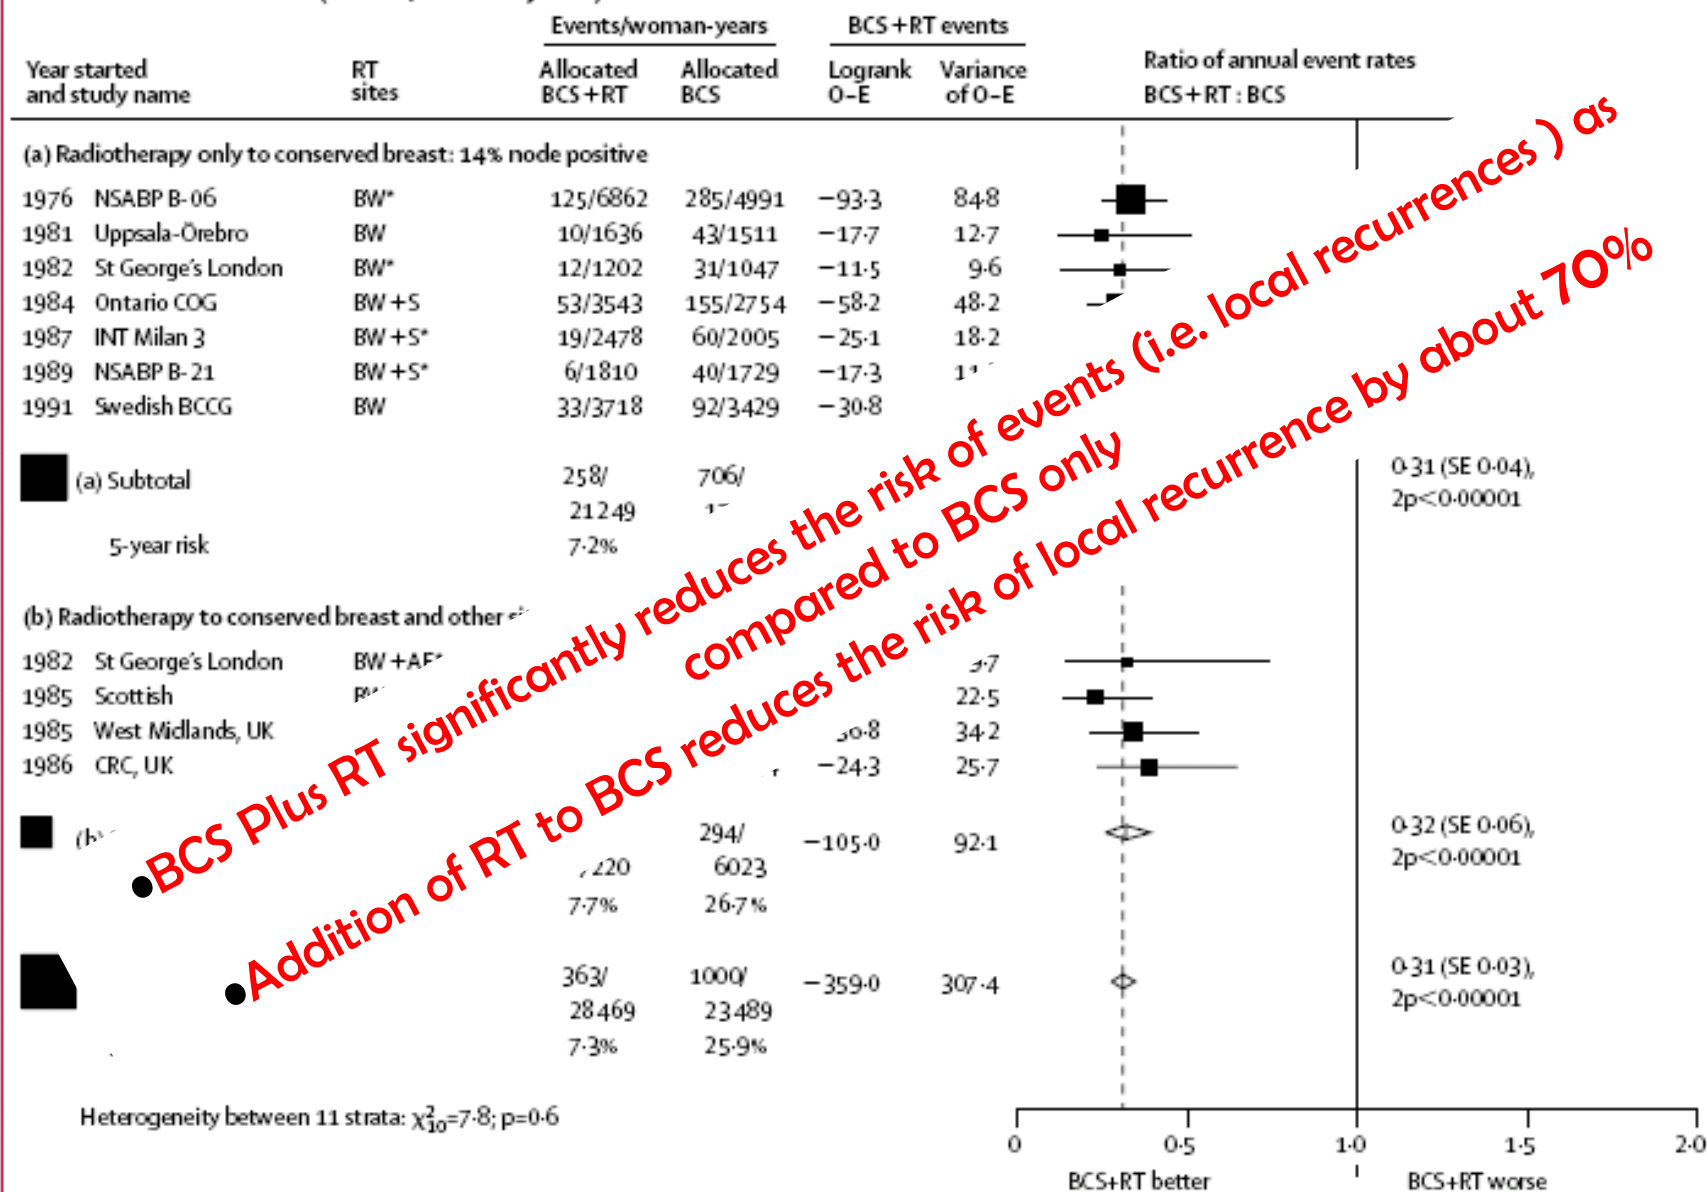 Events/woman-years BCS+RT events
Year started RT Allocated Allocated Logrank Variance Ratio of annual event rates
and study name sites BCS+RT BCS O–E of O–E BCS+RT : BCS
(a) Radiotherapy only to conserved breast: 14% node positive
1976 NSABP B-06 BW* 125/6862 285/4991 −93·3 84·8
1981 Uppsala-Örebro BW 10/1636 43/1511 −17·7 12·7
1982 St George's London BW* 12/1202 31/1047 −11·5 9·6
1984 Ontario COG BW+S 53/3543 155/2754 −58·2 48·2
1987 INT Milan 3 BW+S* 19/2478 60/2005 −25·1 18·2
1989 NSABP B-21 BW+S* 6/1810 40/1729 −17·3
1991 Swedish BCCG BW 33/3718 92/3429 −30·8
(a) Subtotal 258/ 706/ 0·31 (SE 0·04),
21249 2p<0·00001
5-year risk 7·2%
(b) Radiotherapy to conserved breast and other
1982 St George's London BW+AF*
1985 Scottish 22·5
1985 West Midlands, UK 34·2
1986 CRC, UK −24·3 25·7
294/ −105·0 92·1 0·32 (SE 0·06),
220 6023 2p<0·00001
7·7% 26·7%
363/ 1000/ −359·0 307·4 0·31 (SE 0·03),
28469 23489 2p<0·00001
7·3% 25·9%
Heterogeneity between 11 strata: χ²₁₀=7·8; p=0·6
0 0·5 1·0 1·5 2·0
BCS+RT better BCS+RT worse
•BCS Plus RT significantly reduces the risk of events (i.e. local recurrences ) as
compared to BCS only
•Addition of RT to BCS reduces the risk of local recurrence by about 70%